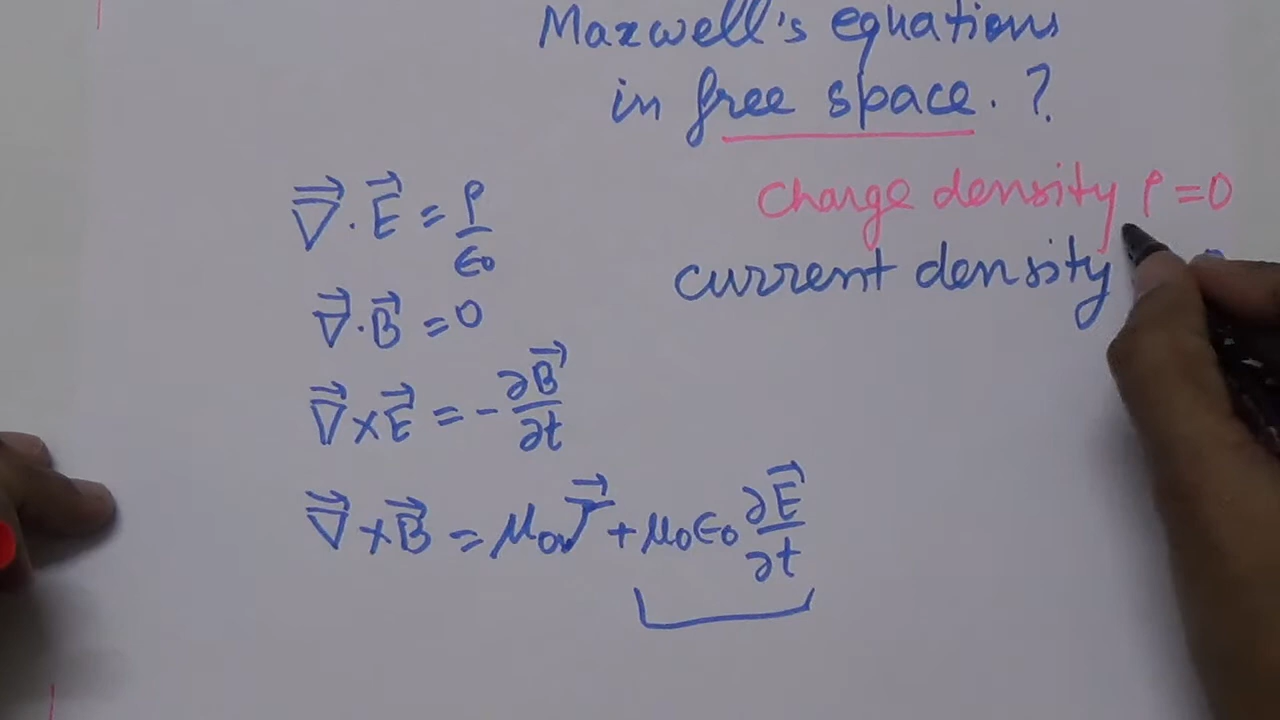 Maxwell's equations
in free space. ?
∇⃗ . E⃗ = ρ/ε₀
charge density ρ = 0
current density
∇⃗ . B⃗ = 0
∇⃗ × E⃗ = - ∂B⃗/∂t
∇⃗ × B⃗ = μ₀J⃗ + μ₀ε₀ ∂E⃗/∂t